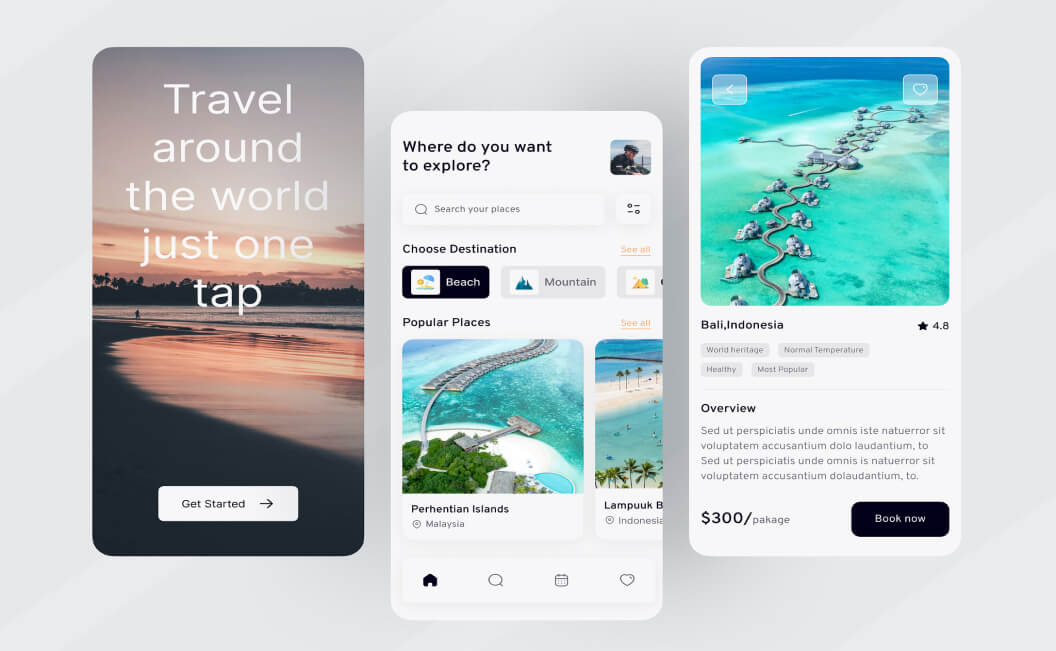 Travel
around
the world
just one
tap
Get Started
Where do you want
to explore?
Search your places
Choose Destination
See all
Beach
Mountain
Popular Places
See all
Perhentian Islands
Malaysia
Lampuuk B
Indonesia
Bali,Indonesia
4.8
World heritage
Normal Temperature
Healthy
Most Popular
Overview
Sed ut perspiciatis unde omnis iste natuerror sit
voluptatem accusantium dolo laudantium, to
Sed ut perspiciatis unde omnis is natuerror sit
voluptatem accusantium dolaudantium, to.
$300/pakage
Book now